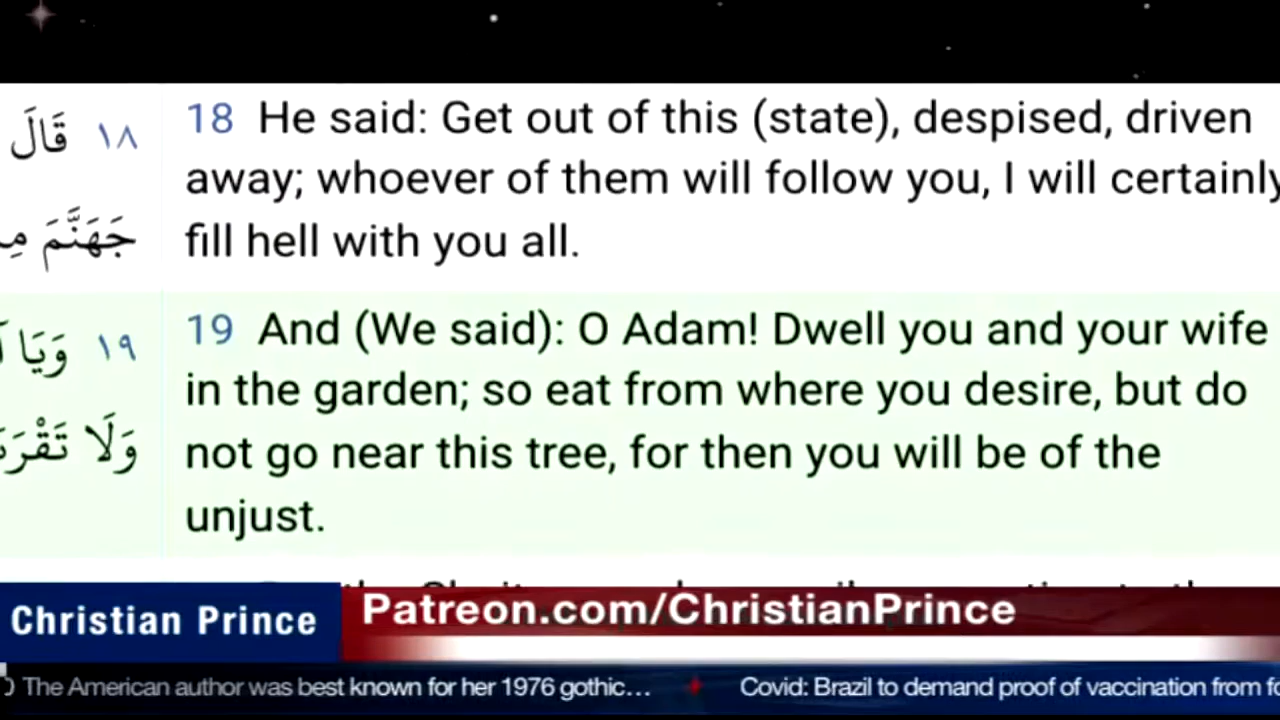 ١٨ قَالَ
جَهَنَّمَ
18 He said: Get out of this (state), despised, driven
away; whoever of them will follow you, I will certainly
fill hell with you all.
١٩
وَلَا
19 And (We said): O Adam! Dwell you and your wife
in the garden; so eat from where you desire, but do
not go near this tree, for then you will be of the
unjust.
Christian Prince
Patreon.com/ChristianPrince
The American author was best known for her 1976 gothic...
Covid: Brazil to demand proof of vaccination from